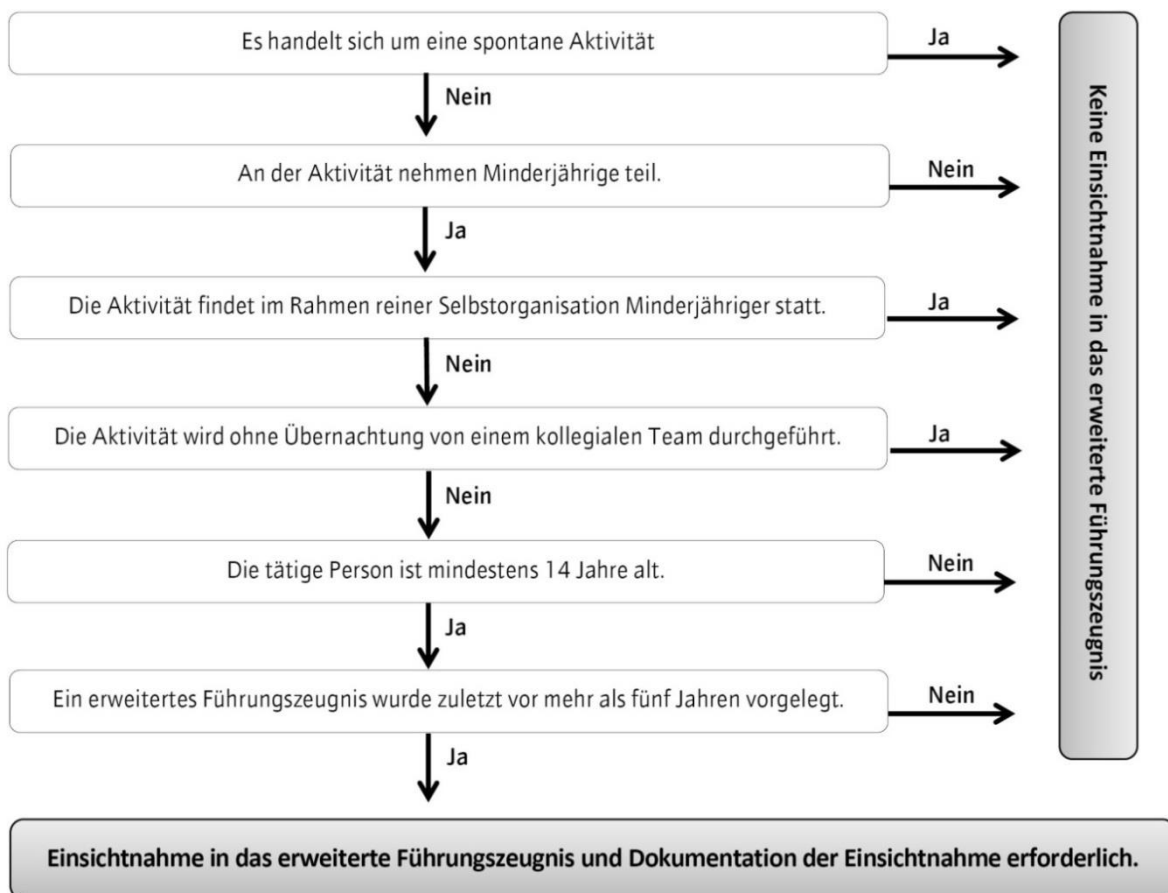 Es handelt sich um eine spontane Aktivität
Ja
Nein
An der Aktivität nehmen Minderjährige teil.
Nein
Ja
Die Aktivität findet im Rahmen reiner Selbstorganisation Minderjähriger statt.
Ja
Nein
Die Aktivität wird ohne Übernachtung von einem kollegialen Team durchgeführt.
Ja
Nein
Die tätige Person ist mindestens 14 Jahre alt.
Nein
Ja
Ein erweitertes Führungszeugnis wurde zuletzt vor mehr als fünf Jahren vorgelegt.
Nein
Ja
Keine Einsichtnahme in das erweiterte Führungszeugnis
Einsichtnahme in das erweiterte Führungszeugnis und Dokumentation der Einsichtnahme erforderlich.